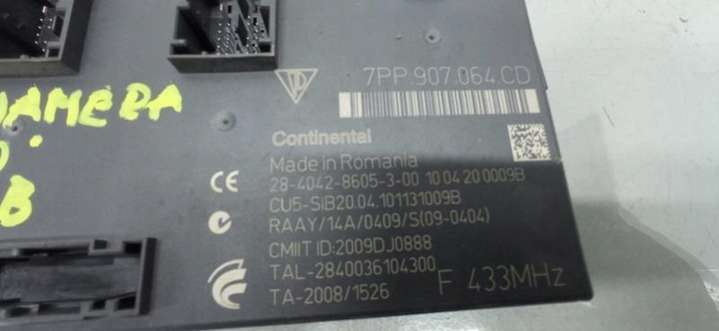 7PP.907.064.CD
AMERA
B
Continental
Made in Romania
28-4042-8605-3-00 10 04 20 0009B
CU5-SiB20.04.101131009B
RAAY/14A/0409/S(09-0404)
CMIIT ID:2009DJ0888
TAL-2840036104300
TA-2008/1526
F 433MHz